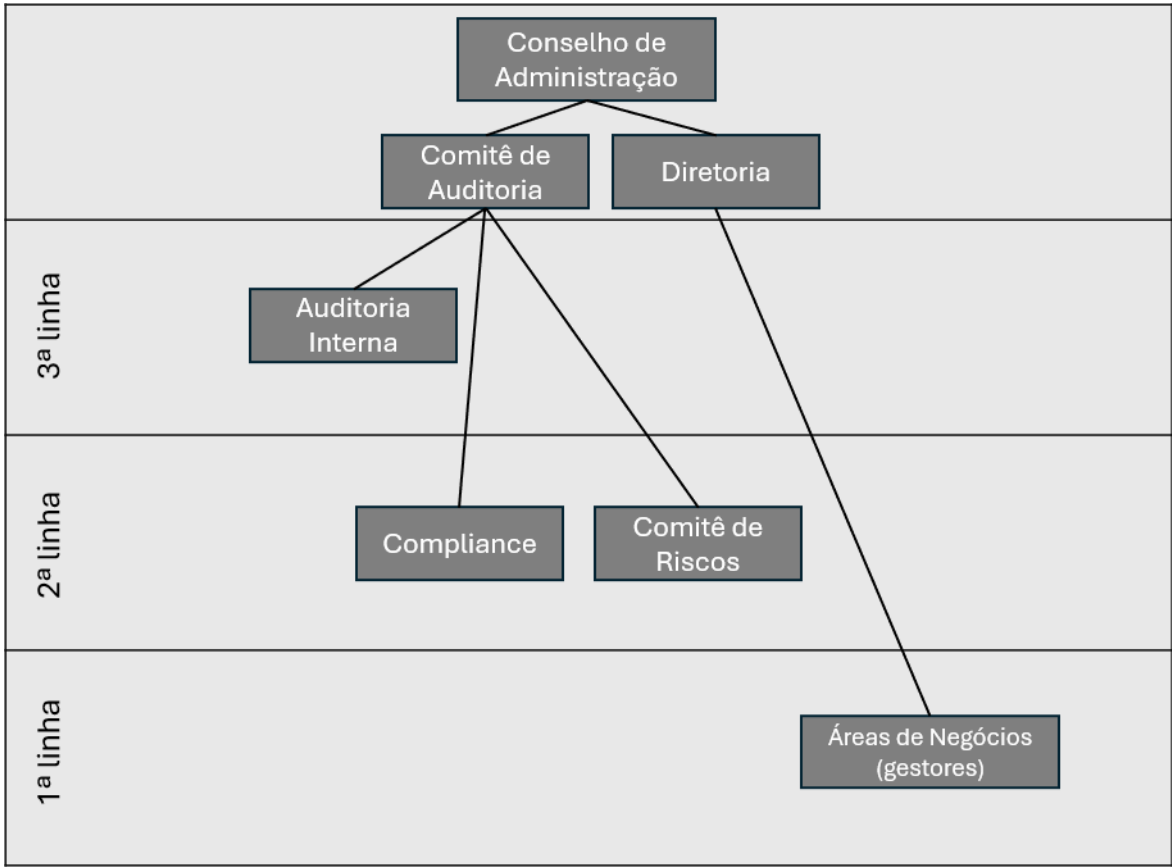 Conselho de
Administração
Comitê de
Auditoria
Diretoria
3ª linha
Auditoria
Interna
2ª linha
Compliance
Comitê de
Riscos
1ª linha
Áreas de Negócios
(gestores)